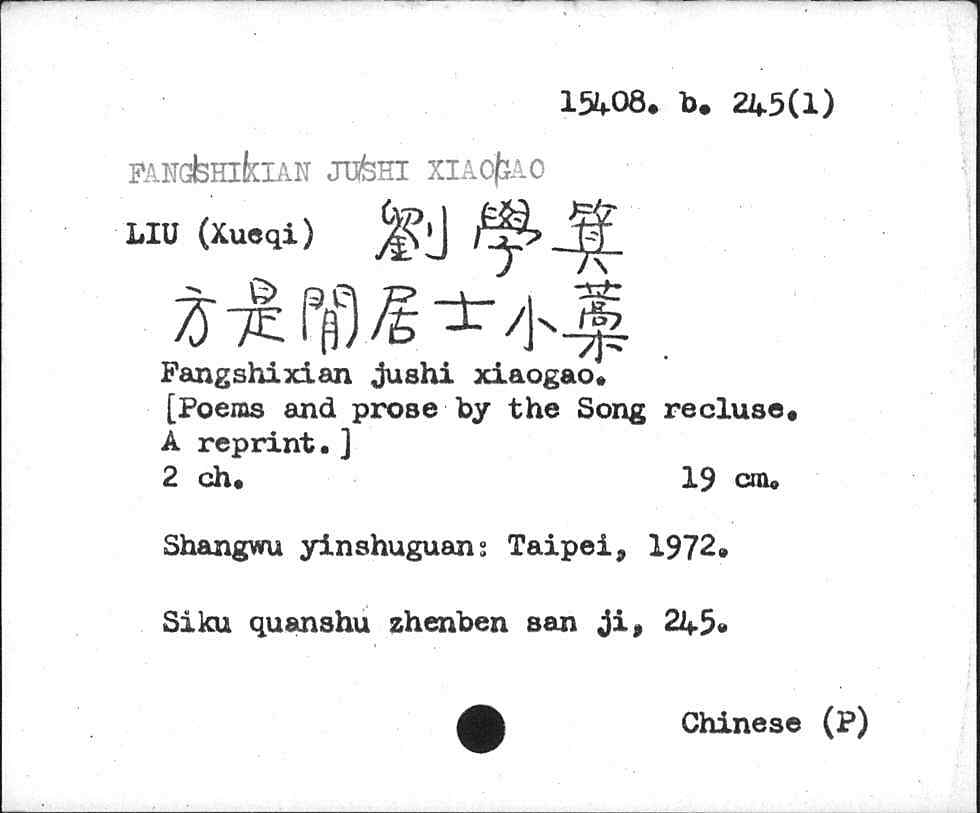 15408. b. 245(1)
FANG/SHI/XIAN JU/SHI XIAO/GAO
LIU (Xueqi) 劉學箕
方是閒居士小藁
Fangshixian jushi xiaogao.
[Poems and prose by the Song recluse.
A reprint.]
2 ch. 19 cm.
Shangwu yinshuguan: Taipei, 1972.
Siku quanshu zhenben san ji, 245.
Chinese (P)